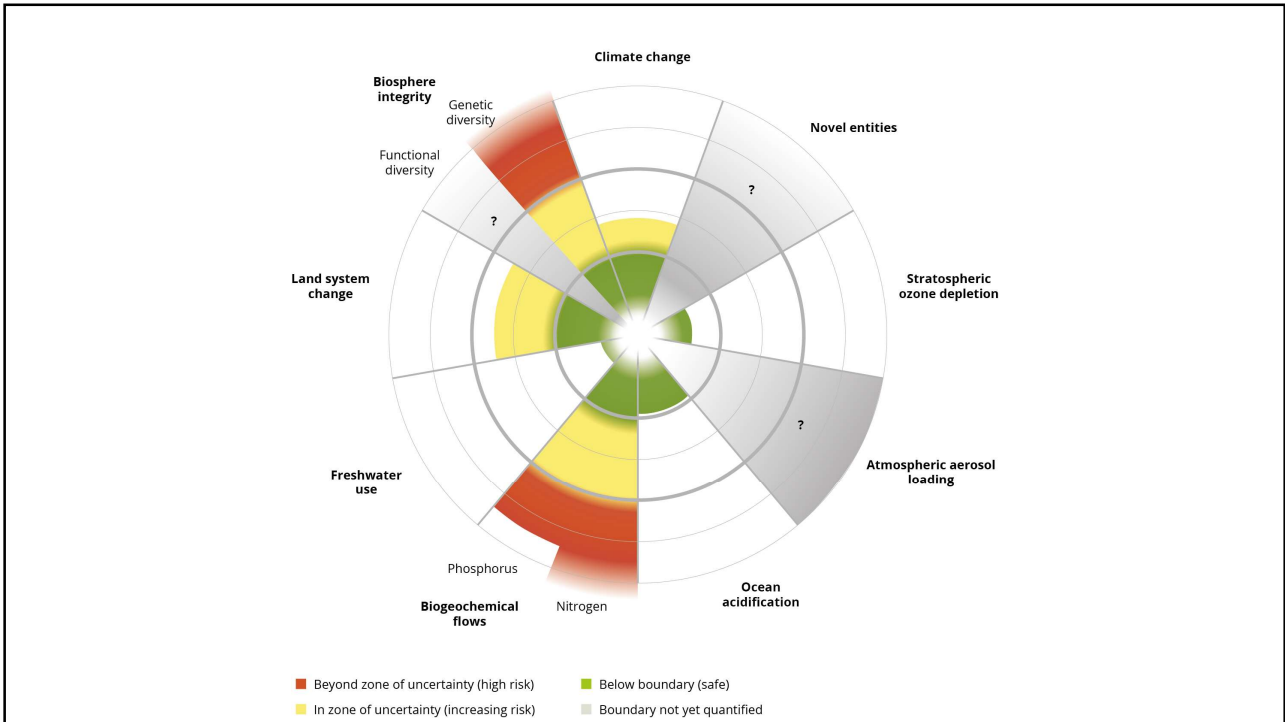 Climate change
Biosphere
integrity
Genetic
diversity
Novel entities
Functional
diversity
?
?
Land system
change
Stratospheric
ozone depletion
?
Freshwater
use
Atmospheric aerosol
loading
Phosphorus
Ocean
acidification
Biogeochemical
flows
Nitrogen
Beyond zone of uncertainty (high risk)
Below boundary (safe)
In zone of uncertainty (increasing risk)
Boundary not yet quantified